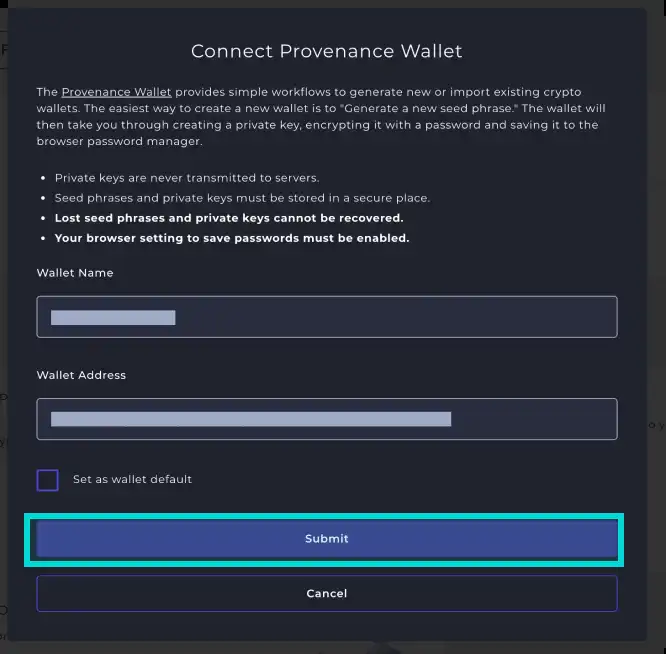 Connect Provenance Wallet
The Provenance Wallet provides simple workflows to generate new or import existing crypto
wallets. The easiest way to create a new wallet is to "Generate a new seed phrase." The wallet will
then take you through creating a private key, encrypting it with a password and saving it to the
browser password manager.
• Private keys are never transmitted to servers.
• Seed phrases and private keys must be stored in a secure place.
• Lost seed phrases and private keys cannot be recovered.
• Your browser setting to save passwords must be enabled.
Wallet Name
Wallet Address
Set as wallet default
Submit
Cancel